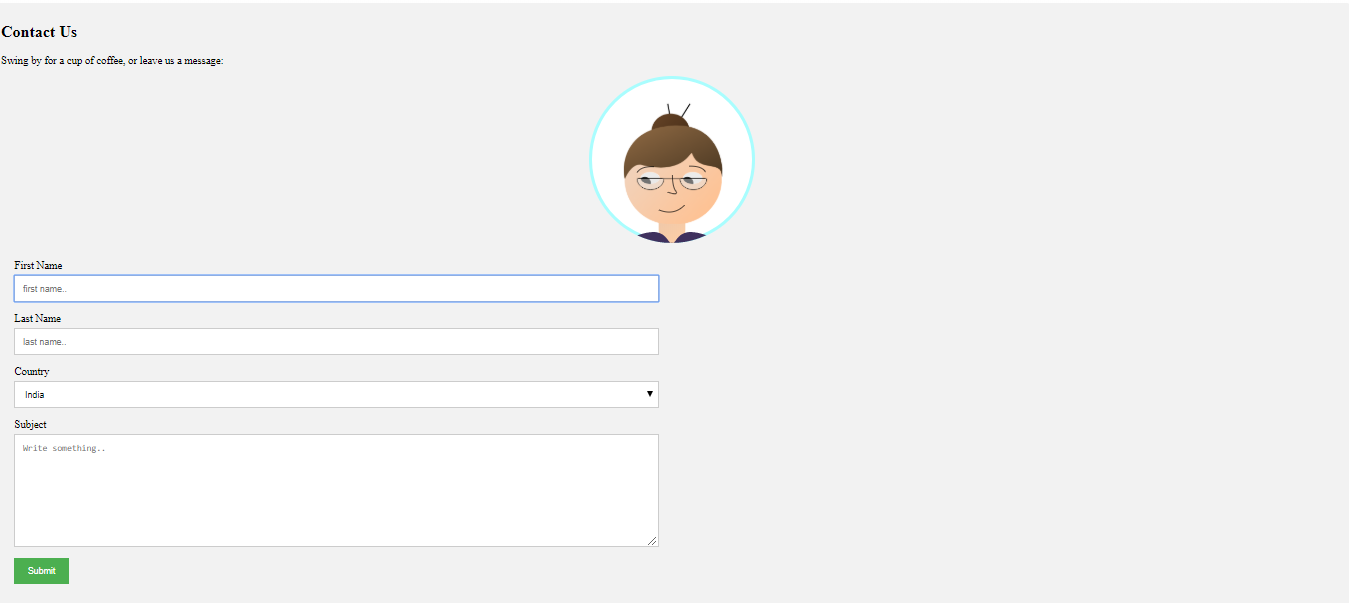 Contact Us
Swing by for a cup of coffee, or leave us a message:
First Name
first name..
Last Name
last name..
Country
India
Subject
Write something..
Submit